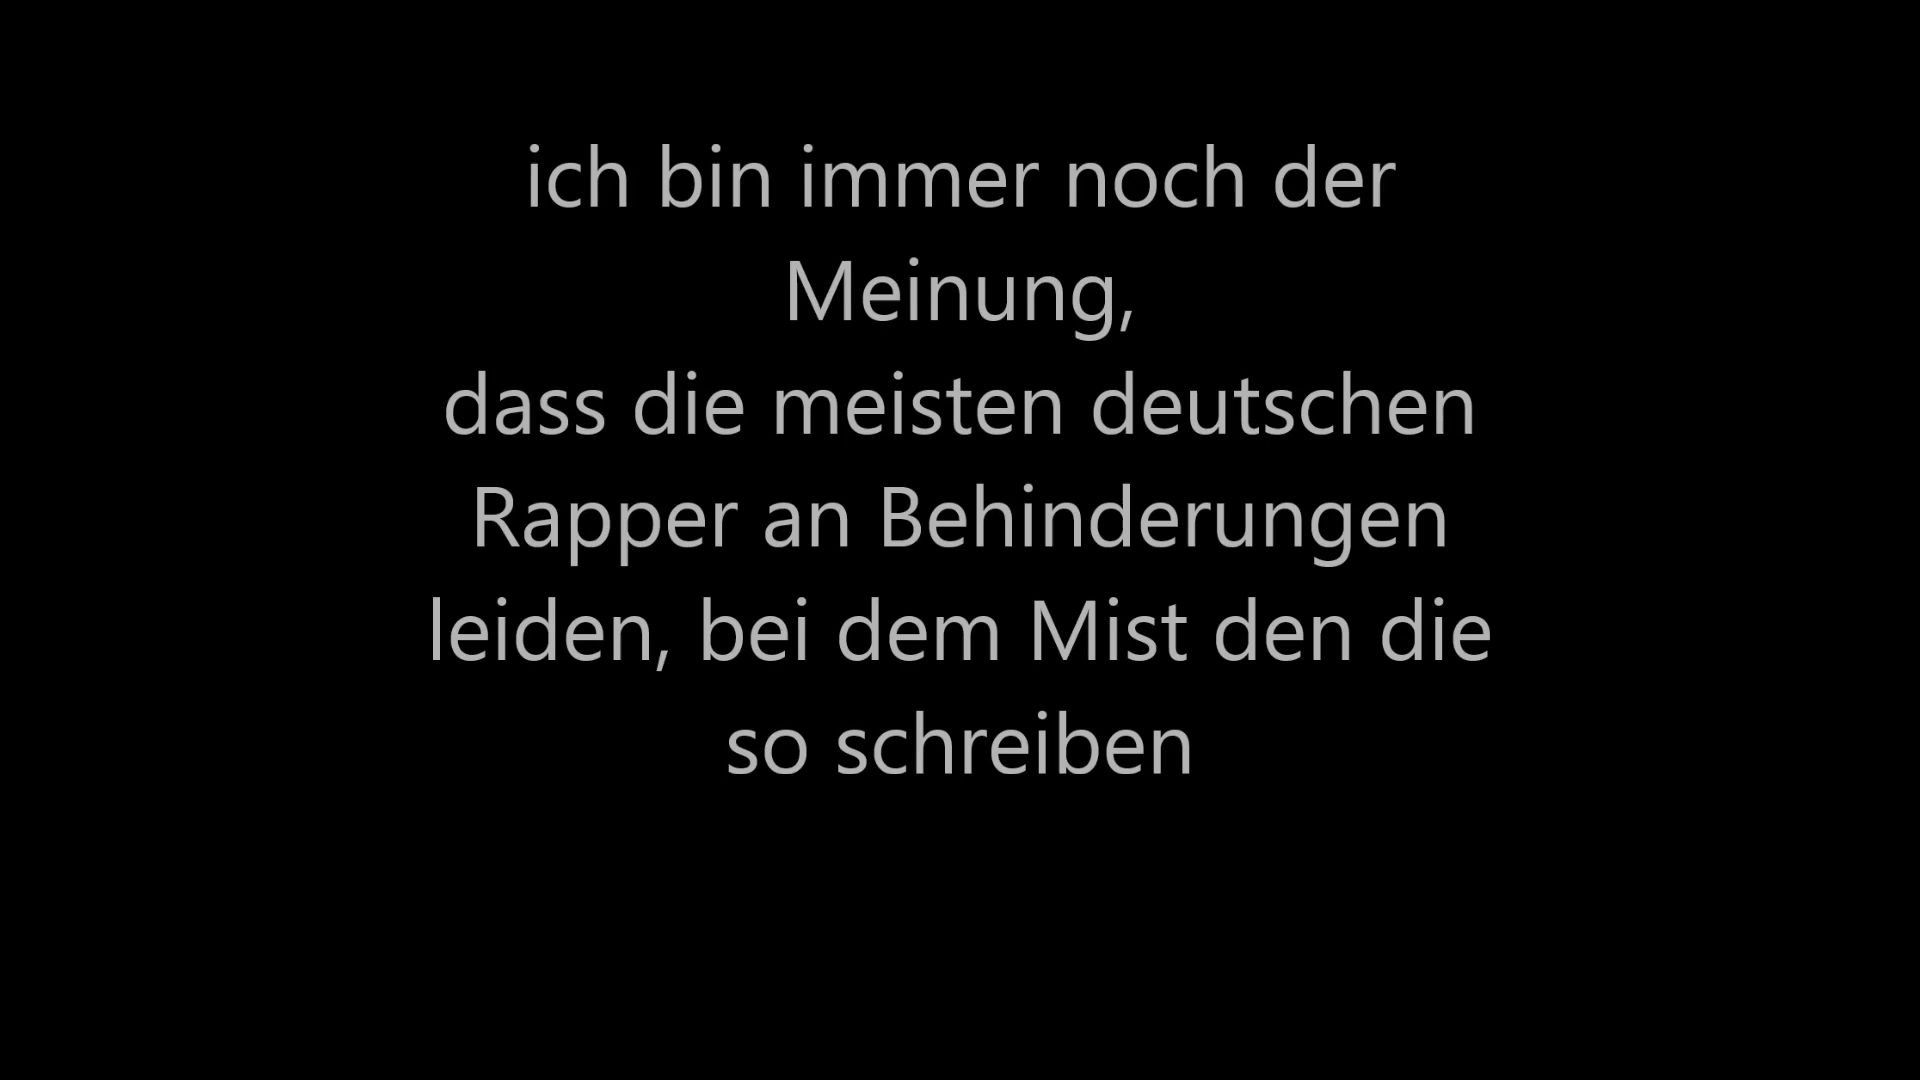 ich bin immer noch der
Meinung,
dass die meisten deutschen
Rapper an Behinderungen
leiden, bei dem Mist den die
so schreiben